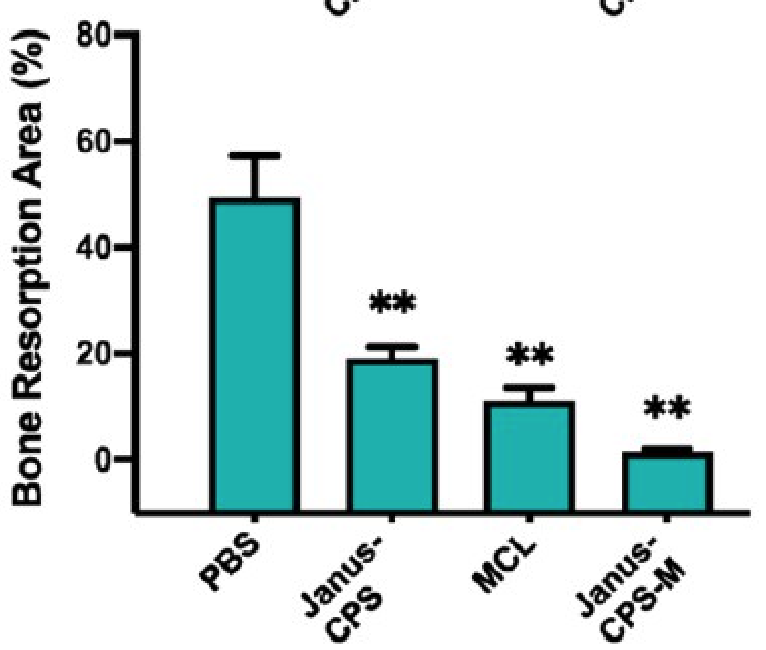 Bone Resorption Area (%)
80
60
40
20
0
**
**
**
PBS
Janus-
CPS
MCL
Janus-
CPS-M